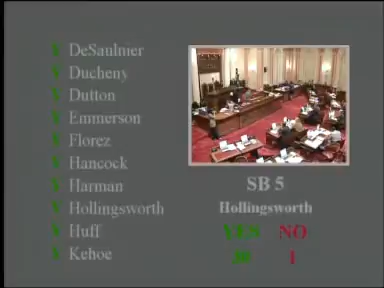 Y DeSaulnier
Y Ducheny
Y Dutton
Y Emmerson
Y Florez
Y Hancock
Y Harman
Y Hollingsworth
Y Huff
Y Kehoe
SB 5
Hollingsworth
YES NO
1